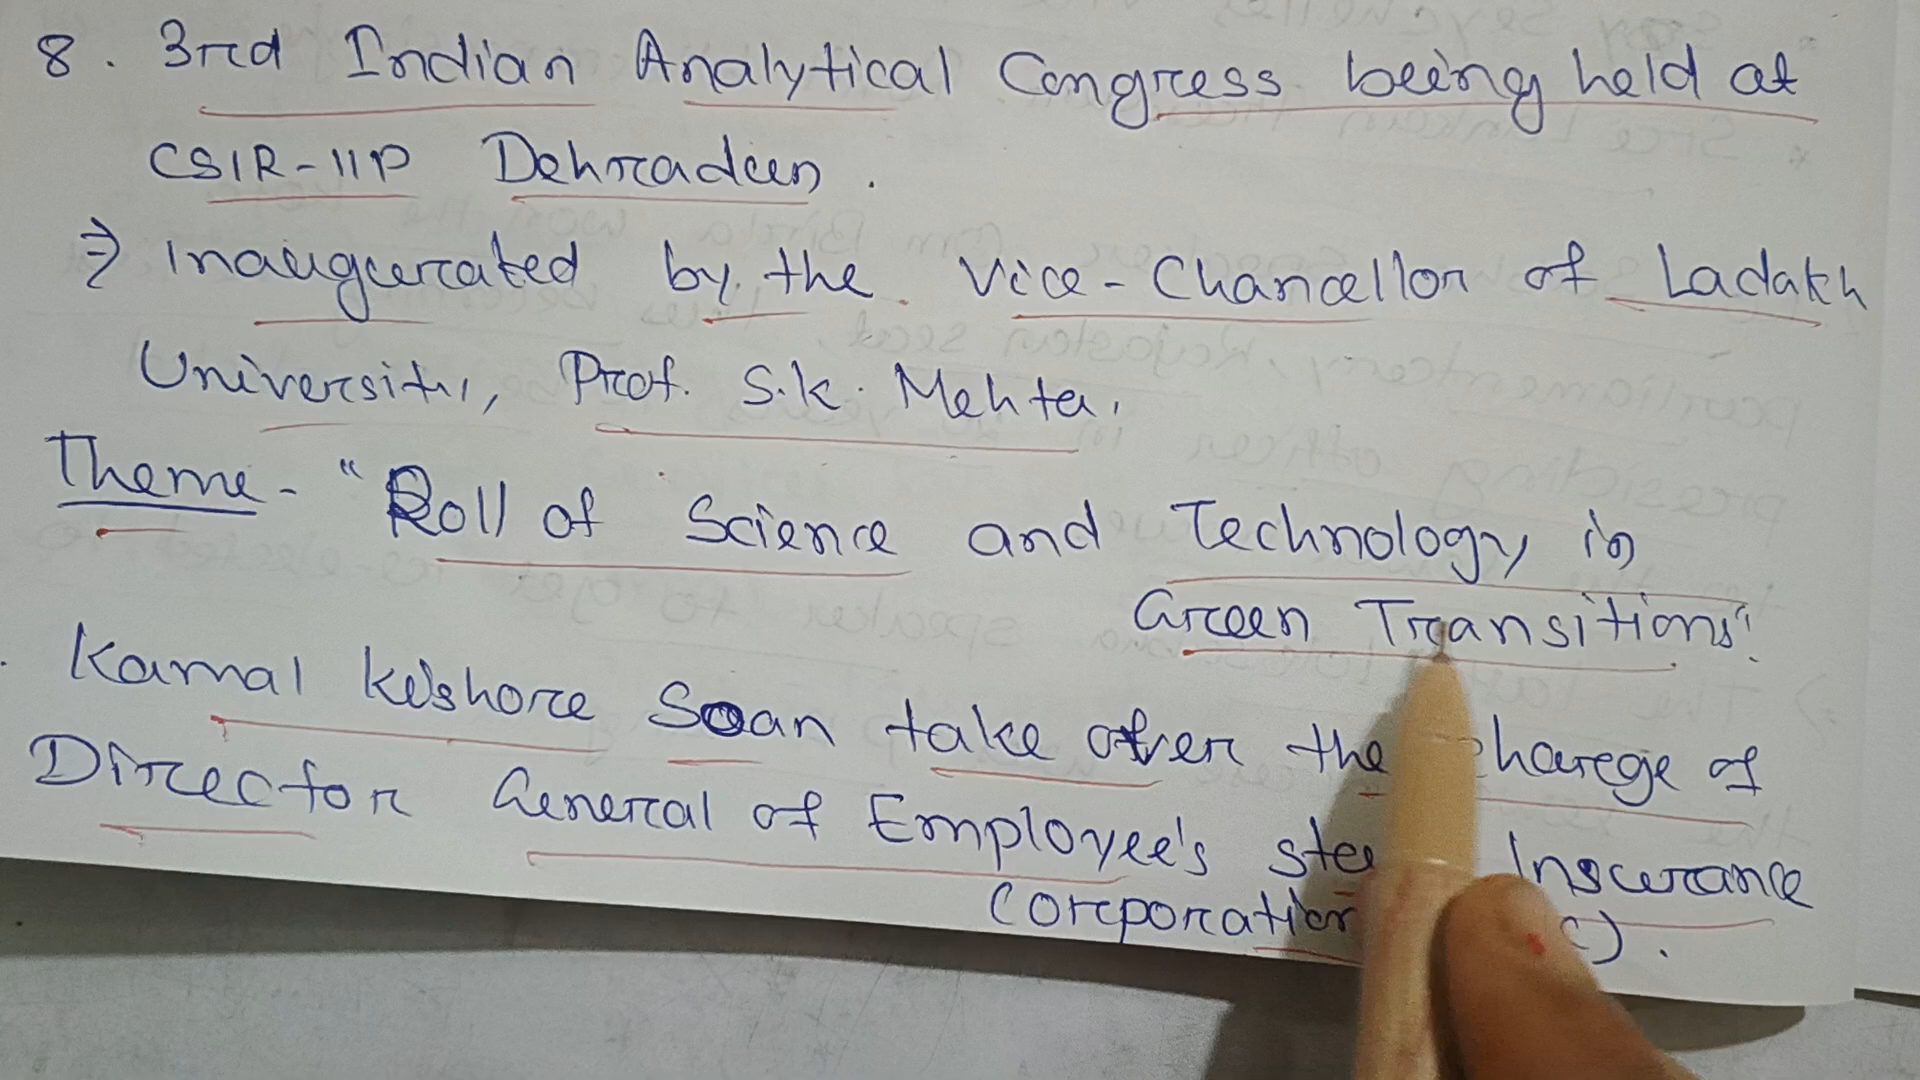 8. 3rd Indian Analytical Congress being held at
CSIR-IIP Dehradun.
⇒ inaugurated by the Vice-Chancellor of Ladakh
University, Prof. S.K. Mehta.
Theme - "Roll of Science and Technology in
Green Transitions".
Kamal Kishore Soan take over the charge of
Director General of Employee's Insurance
Corporation